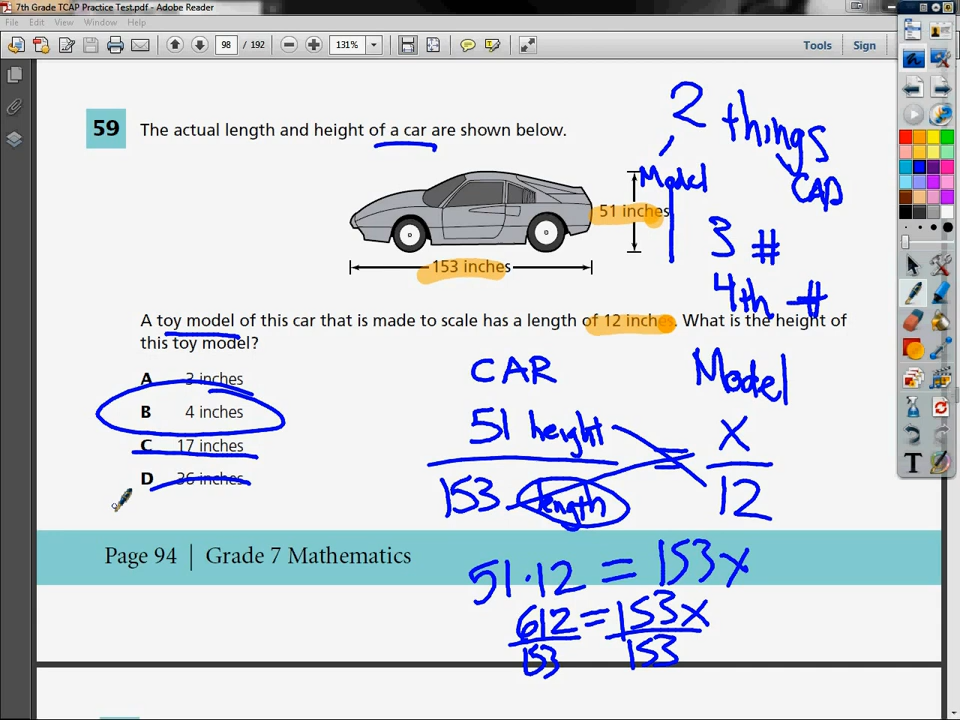 7th Grade TCAP Practice Test.pdf - Adobe Reader
File Edit View Window Help
98 / 192 131% Tools Sign
59 The actual length and height of a car are shown below.
2 things
Model CAD
51 inches
3 #
153 inches
4th #
A toy model of this car that is made to scale has a length of 12 inches. What is the height of
this toy model?
A 3 inches
B 4 inches
C 17 inches
D 36 inches
CAR Model
51 height = X
153 length 12
Page 94 | Grade 7 Mathematics
51·12 = 153x
612 = 153x
153 153
T